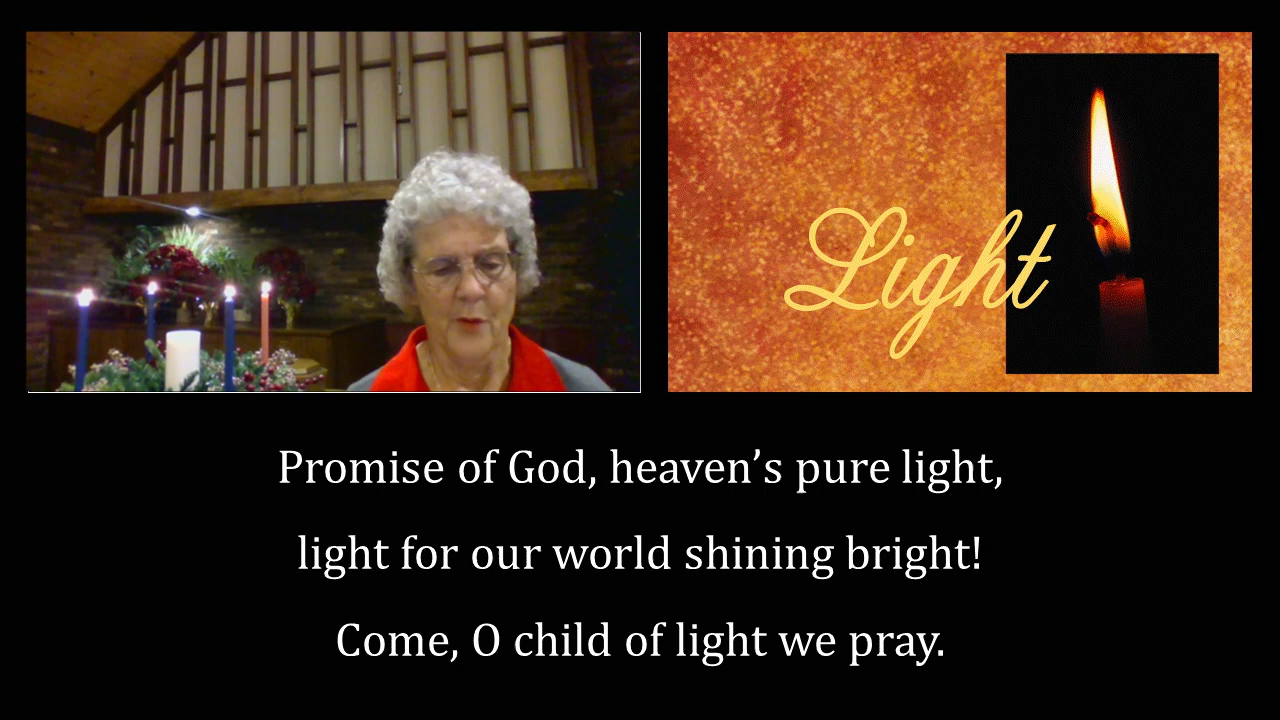 Light
Promise of God, heaven’s pure light,
light for our world shining bright!
Come, O child of light we pray.